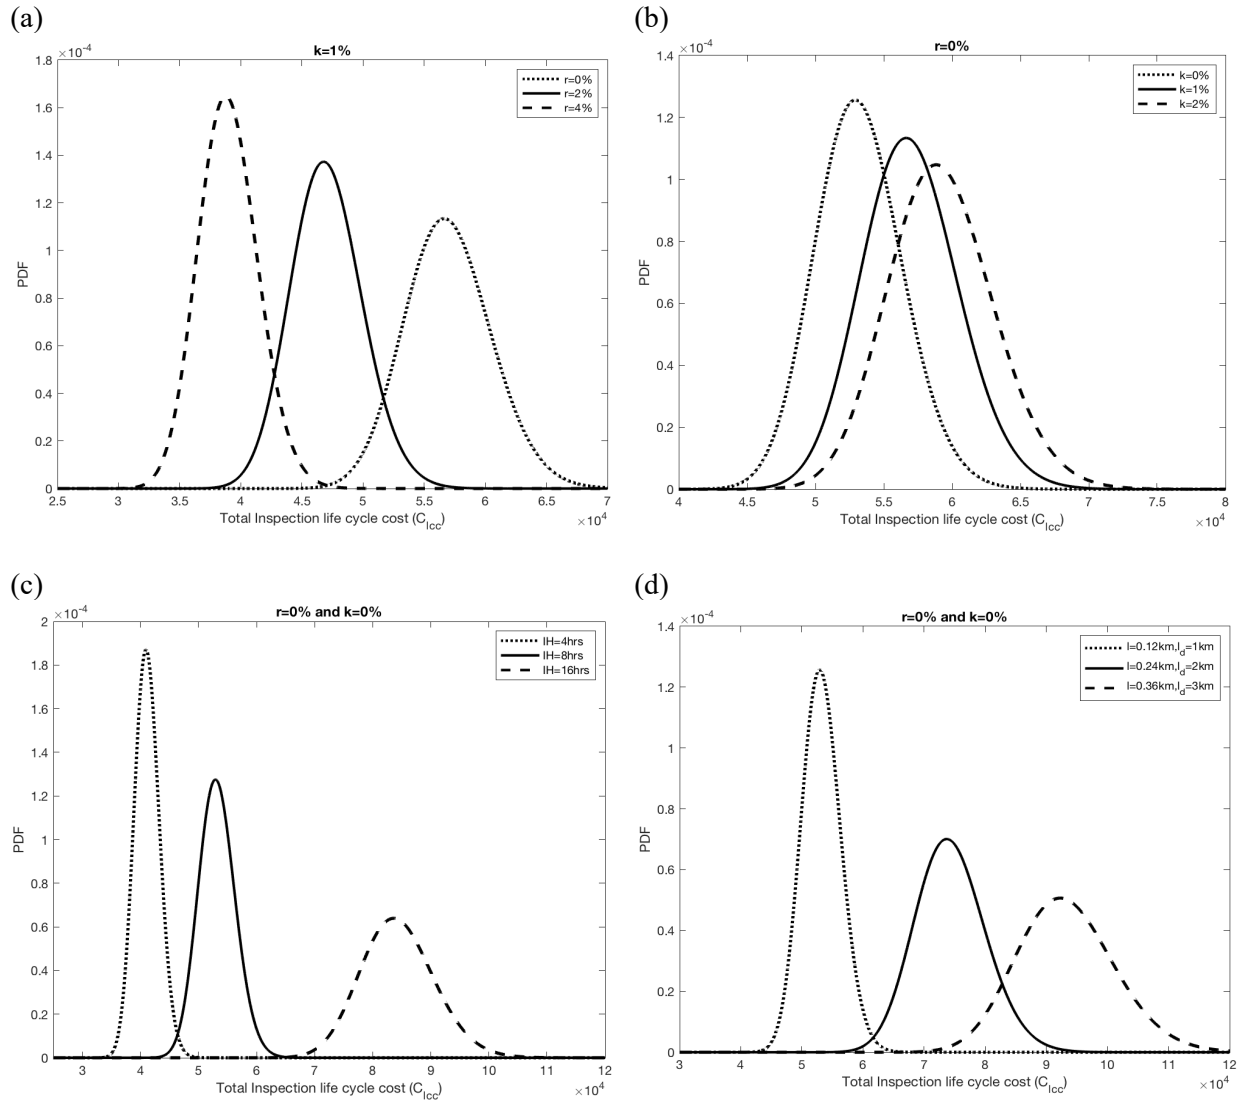 (a)
k=1%
×10⁻⁴
1.8
1.6
1.4
1.2
1
0.8
0.6
0.4
0.2
0
PDF
r=0%
r=2%
r=4%
2.5 3 3.5 4 4.5 5 5.5 6 6.5 7
Total Inspection life cycle cost (C_lcc)
×10⁴
(b)
r=0%
×10⁻⁴
1.4
1.2
1
0.8
0.6
0.4
0.2
0
PDF
k=0%
k=1%
k=2%
4 4.5 5 5.5 6 6.5 7 7.5 8
Total Inspection life cycle cost (C_lcc)
×10⁴
(c)
r=0% and k=0%
×10⁻⁴
2
1.8
1.6
1.4
1.2
1
0.8
0.6
0.4
0.2
0
PDF
IH=4hrs
IH=8hrs
IH=16hrs
3 4 5 6 7 8 9 10 11 12
Total Inspection life cycle cost (C_lcc)
×10⁴
(d)
r=0% and k=0%
×10⁻⁴
1.4
1.2
1
0.8
0.6
0.4
0.2
0
PDF
l=0.12km,l_d=1km
l=0.24km,l_d=2km
l=0.36km,l_d=3km
3 4 5 6 7 8 9 10 11 12
Total Inspection life cycle cost (C_lcc)
×10⁴